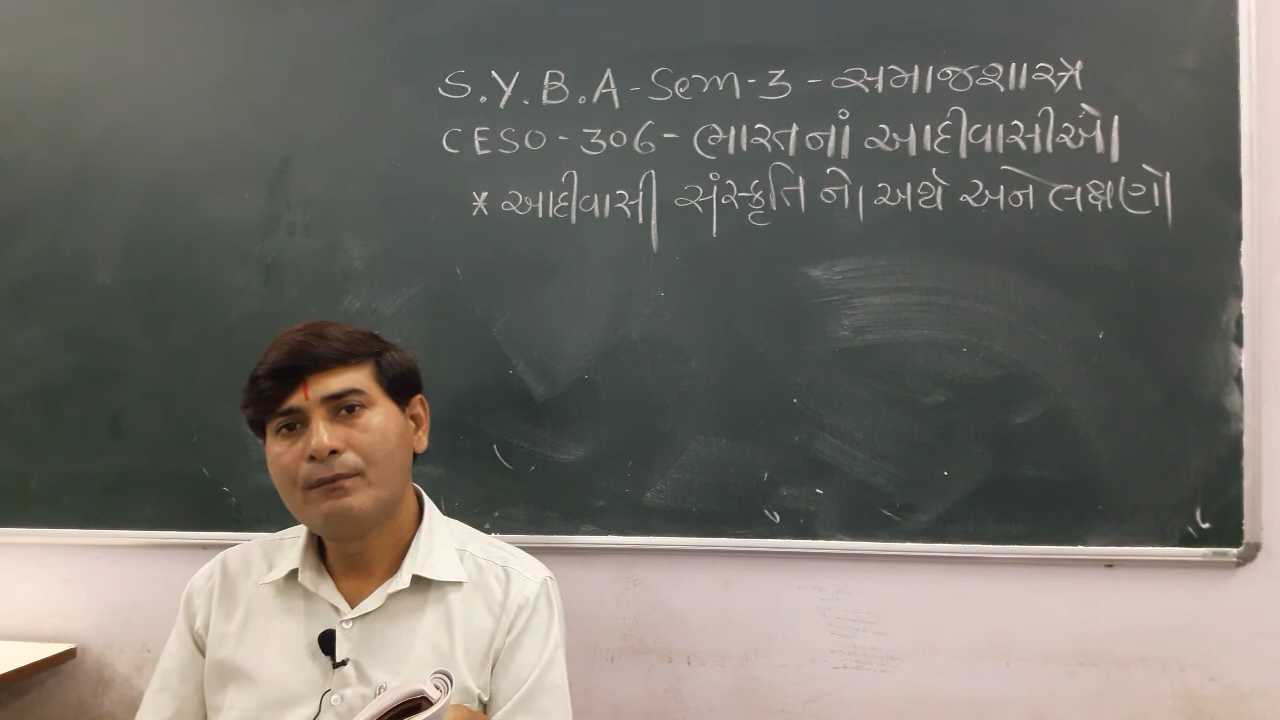 S.Y.B.A-Sem-3-સમાજશાસ્ત્ર
CESO-306-ભારતનાં આદીવાસીઓ
* આદીવાસી સંસ્કૃતિ નો અર્થ અને લક્ષણો